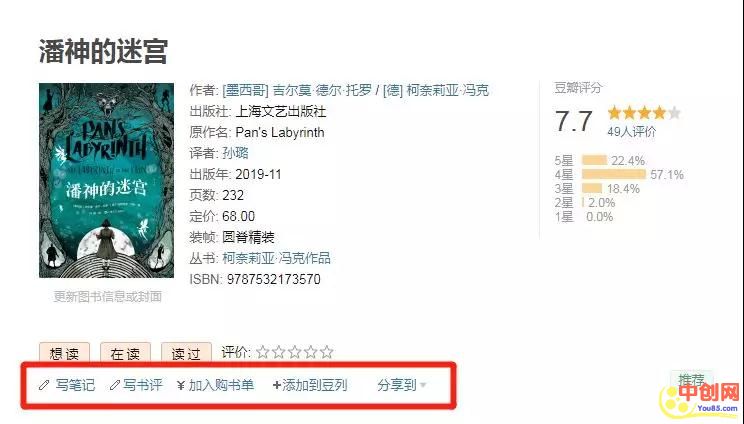 潘神的迷宫
PAN'S
LABYRINTH
潘神的迷宫
作者: [墨西哥] 吉尔莫·德尔·托罗 / [德] 柯奈莉亚·冯克
出版社: 上海文艺出版社
原作名: Pan's Labyrinth
译者: 孙璐
出版年: 2019-11
页数: 232
定价: 68.00
装帧: 圆脊精装
丛书: 柯奈莉亚·冯克作品
ISBN: 9787532173570
更新图书信息或封面
豆瓣评分
7.7
49人评价
5星 22.4%
4星 57.1%
3星 18.4%
2星 2.0%
1星 0.0%
想读 在读 读过 评价:
写笔记 写书评 ¥ 加入购书单 +添加到豆列 分享到
推荐
中创网
You85.com